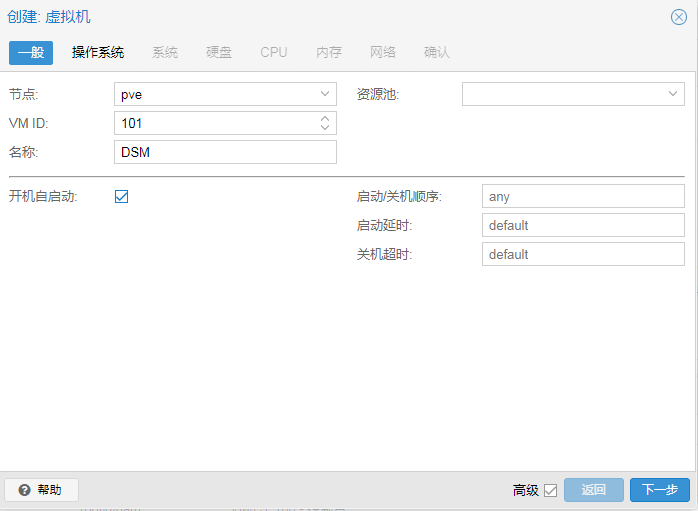 创建: 虚拟机
一般 操作系统 系统 硬盘 CPU 内存 网络 确认
节点: pve 资源池:
VM ID: 101
名称: DSM
开机自启动: 启动/关机顺序: any
启动延时: default
关机超时: default
帮助 高级 返回 下一步